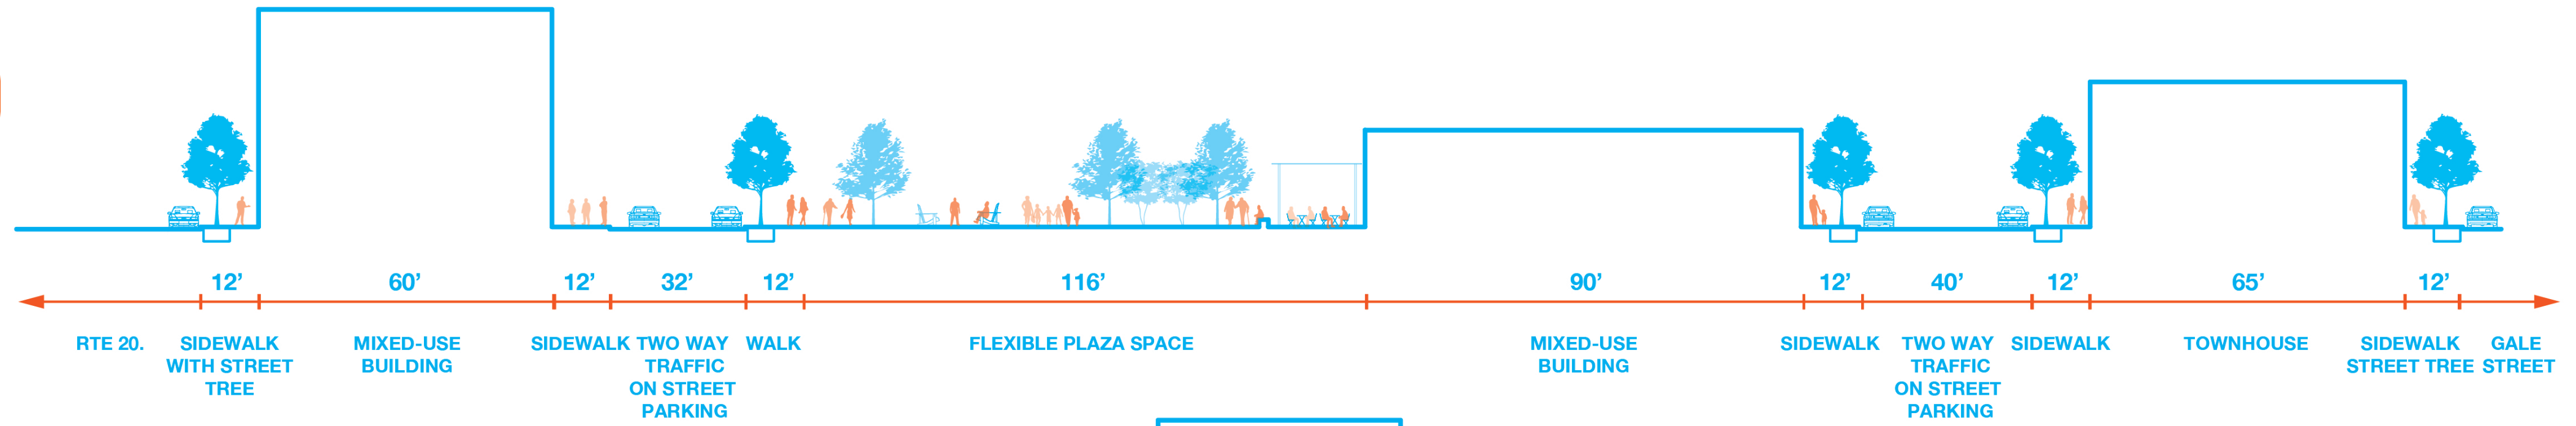 12’ 60’ 12’ 32’ 12’ 116’ 90’ 12’ 40’ 12’ 65’ 12’
RTE 20.
SIDEWALK
WITH STREET
TREE
MIXED-USE
BUILDING
SIDEWALK
TWO WAY
TRAFFIC
ON STREET
PARKING
WALK
FLEXIBLE PLAZA SPACE
MIXED-USE
BUILDING
SIDEWALK
TWO WAY
TRAFFIC
ON STREET
PARKING
SIDEWALK
TOWNHOUSE
SIDEWALK
STREET TREE
GALE
STREET